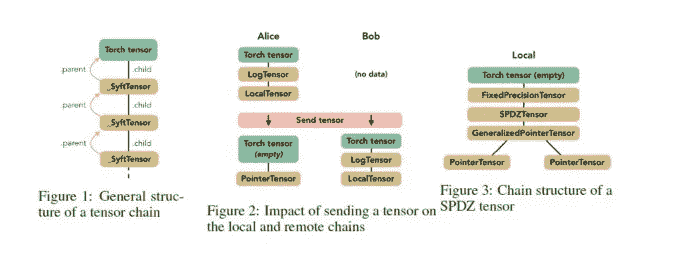 Torch tensor
.parent
.child
_SyftTensor
.parent
.child
_SyftTensor
.parent
.child
_SyftTensor
Figure 1: General struc-
ture of a tensor chain
Alice
Bob
Torch tensor
LogTensor
LocalTensor
(no data)
Send tensor
Torch tensor
(empty)
PointerTensor
Torch tensor
LogTensor
LocalTensor
Figure 2: Impact of sending a tensor on
the local and remote chains
Local
Torch tensor (empty)
FixedPrecisionTensor
SPDZTensor
GeneralizedPointerTensor
PointerTensor
PointerTensor
Figure 3: Chain structure of a
SPDZ tensor